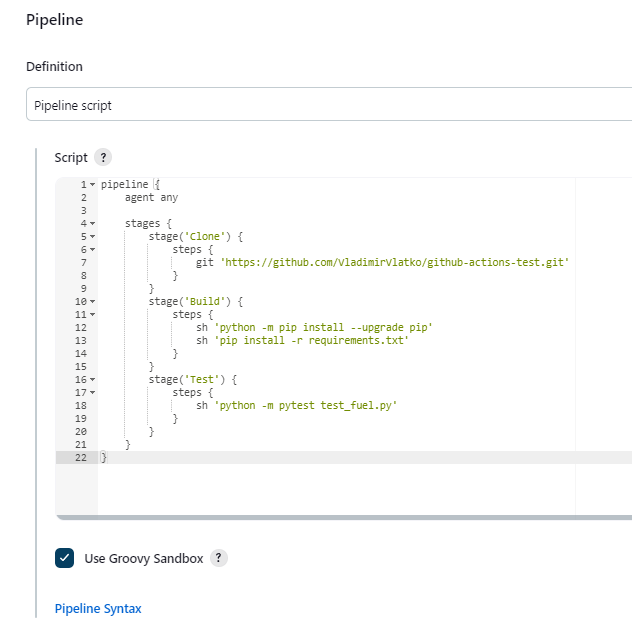 Pipeline
Definition
Pipeline script
Script ?
1 pipeline {
2     agent any
3
4     stages {
5         stage('Clone') {
6             steps {
7                 git 'https://github.com/VladimirVlatko/github-actions-test.git'
8             }
9         }
10         stage('Build') {
11             steps {
12                 sh 'python -m pip install --upgrade pip'
13                 sh 'pip install -r requirements.txt'
14             }
15         }
16         stage('Test') {
17             steps {
18                 sh 'python -m pytest test_fuel.py'
19             }
20         }
21     }
22 }
Use Groovy Sandbox ?
Pipeline Syntax